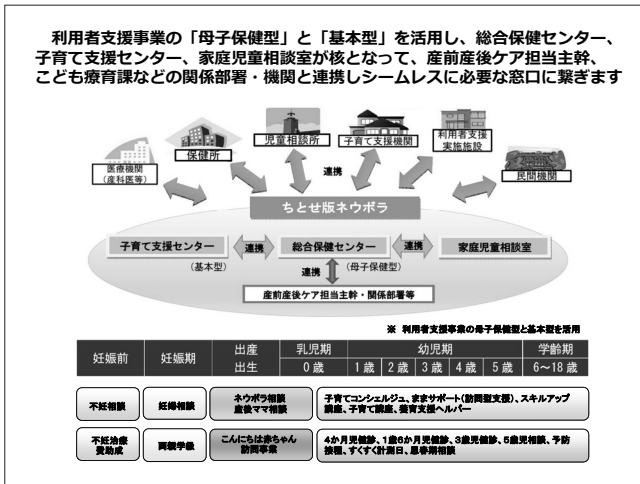 利用者支援事業の「母子保健型」と「基本型」を活用し、総合保健センター、
子育て支援センター、家庭児童相談室が核となって、産前産後ケア担当主幹、
こども療育課などの関係部署・機関と連携しシームレスに必要な窓口に繋ぎます
医療機関
(産科医等)
保健所
児童相談所
子育て支援機関
利用者支援
実施施設
民間機関
連携
ちとせ版ネウボラ
子育て支援センター
連携
総合保健センター
連携
家庭児童相談室
(基本型)
連携
(母子保健型)
産前産後ケア担当主幹・関係部署等
※ 利用者支援事業の母子保健型と基本型を活用
妊娠前
妊娠期
出産
出生
乳児期
0歳
幼児期
1歳 2歳 3歳 4歳 5歳
学齢期
6~18歳
不妊相談
妊婦相談
ネウボラ相談
産後ママ相談
子育てコンシェルジュ、ままサポート(訪問型支援)、スキルアップ
講座、子育て講座、養育支援ヘルパー
不妊治療
費助成
両親学級
こんにちは赤ちゃん
訪問事業
4か月児健診、1歳6か月児健診、3歳児健診、5歳児相談、予防
接種、すくすく計測日、思春期相談